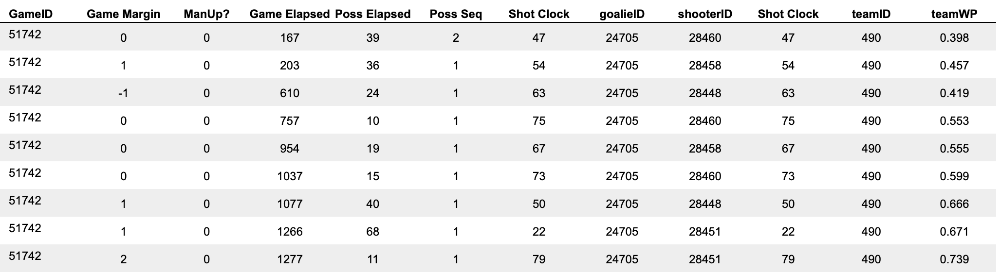 GameID Game Margin ManUp? Game Elapsed Poss Elapsed Poss Seq Shot Clock goalieID shooterID Shot Clock teamID teamWP
51742 0 0 167 39 2 47 24705 28460 47 490 0.398
51742 1 0 203 36 1 54 24705 28458 54 490 0.457
51742 -1 0 610 24 1 63 24705 28448 63 490 0.419
51742 0 0 757 10 1 75 24705 28460 75 490 0.553
51742 0 0 954 19 1 67 24705 28458 67 490 0.555
51742 0 0 1037 15 1 73 24705 28460 73 490 0.599
51742 1 0 1077 40 1 50 24705 28448 50 490 0.666
51742 1 0 1266 68 1 22 24705 28451 22 490 0.671
51742 2 0 1277 11 1 79 24705 28451 79 490 0.739